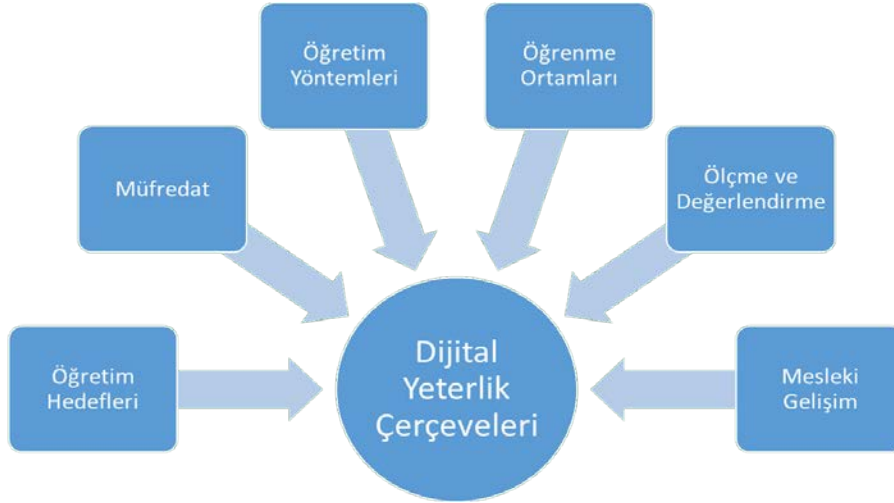 Öğretim
Yöntemleri
Öğrenme
Ortamları
Müfredat
Ölçme ve
Değerlendirme
Öğretim
Hedefleri
Dijital
Yeterlik
Çerçeveleri
Mesleki
Gelişim